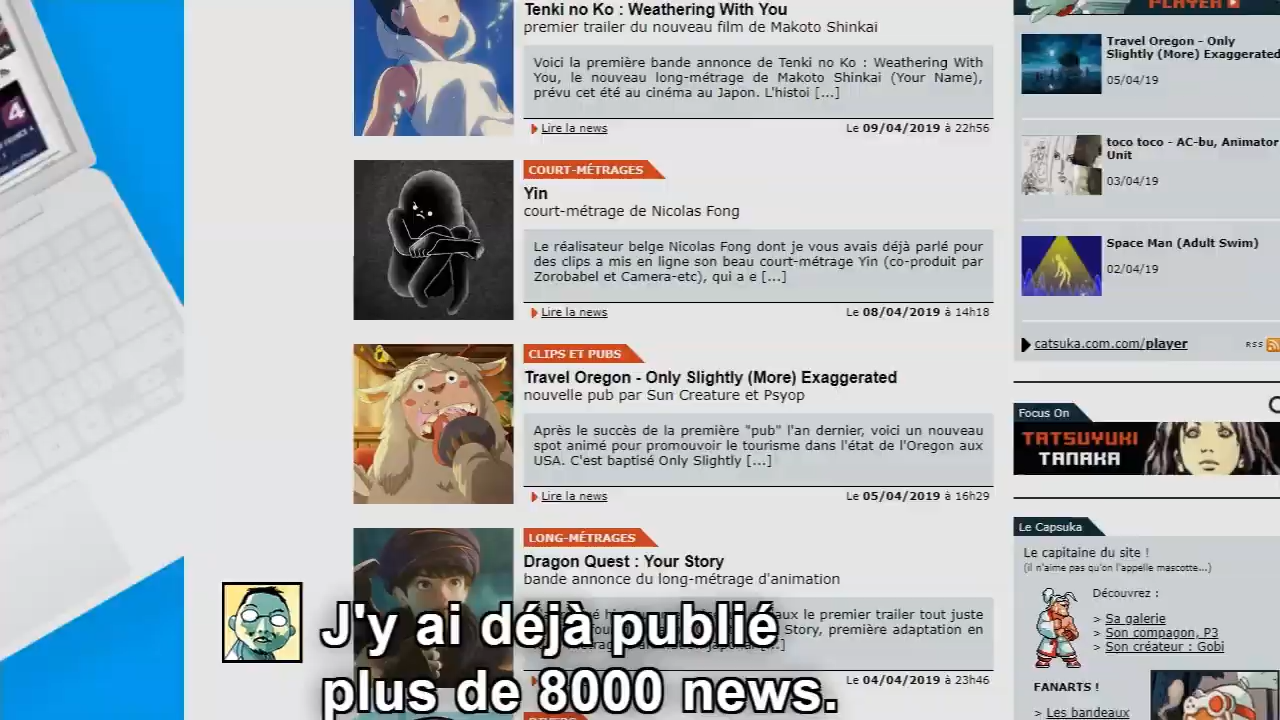 Tenki no Ko : Weathering With You
premier trailer du nouveau film de Makoto Shinkai
Voici la première bande annonce de Tenki no Ko : Weathering With
You, le nouveau long-métrage de Makoto Shinkai (Your Name),
prévu cet été au cinéma au Japon. L'histoi [...]
Lire la news
Le 09/04/2019 à 22h56
COURT-MÉTRAGES
Yin
court-métrage de Nicolas Fong
Le réalisateur belge Nicolas Fong dont je vous avais déjà parlé pour
des clips a mis en ligne son beau court-métrage Yin (co-produit par
Zorobabel et Camera-etc), qui a e [...]
Lire la news
Le 08/04/2019 à 14h18
CLIPS ET PUBS
Travel Oregon - Only Slightly (More) Exaggerated
nouvelle pub par Sun Creature et Psyop
Après le succès de la première "pub" l'an dernier, voici un nouveau
spot animé pour promouvoir le tourisme dans l'état de l'Oregon aux
USA. C'est baptisé Only Slightly [...]
Lire la news
Le 05/04/2019 à 16h29
LONG-MÉTRAGES
Dragon Quest : Your Story
bande annonce du long-métrage d'animation
le premier trailer tout juste
Story, première adaptation en
[...]
Le 04/04/2019 à 23h46
J'y ai déjà publié
plus de 8000 news.
PLAYER
Travel Oregon - Only
Slightly (More) Exaggerated
05/04/19
toco toco - AC-bu, Animator
Unit
03/04/19
Space Man (Adult Swim)
02/04/19
catsuka.com.com/player
RSS
Focus On
TATSUYUKI
TANAKA
Le Capsuka
Le capitaine du site !
(il n'aime pas qu'on l'appelle mascotte...)
Découvrez :
> Sa galerie
> Son compagnon, P3
> Son créateur : Gobi
FANARTS !
> Les bandeaux
4